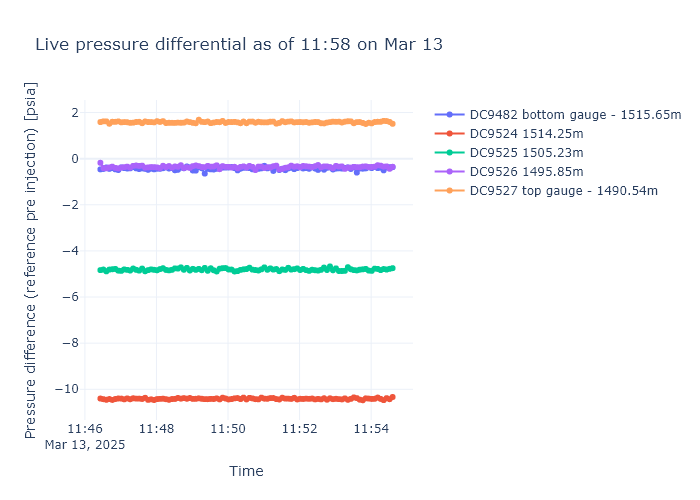 Live pressure differential as of 11:58 on Mar 13
Pressure difference (reference pre injection) [psia]
2
0
−2
−4
−6
−8
−10
11:46
Mar 13, 2025
11:48
11:50
11:52
11:54
Time
DC9482 bottom gauge - 1515.65m
DC9524 1514.25m
DC9525 1505.23m
DC9526 1495.85m
DC9527 top gauge - 1490.54m